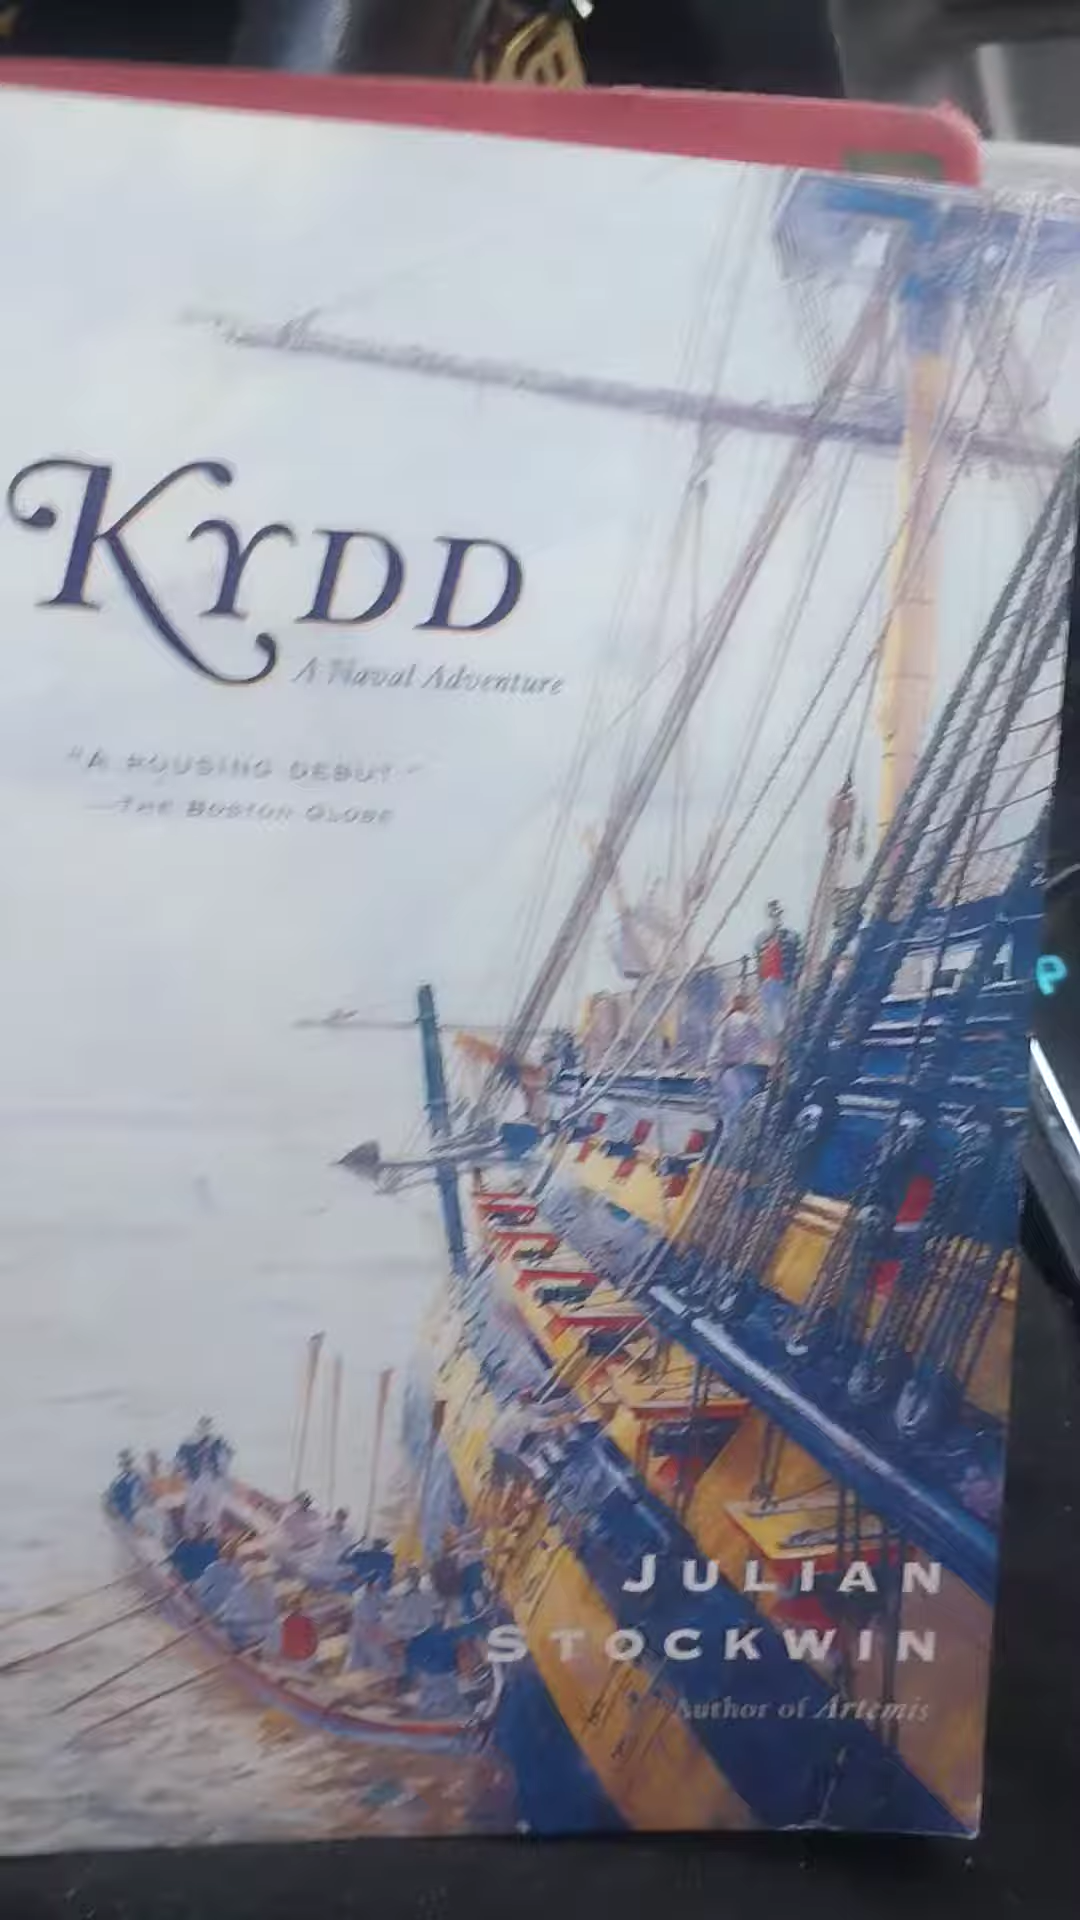 KYDD
A Naval Adventure
"A ROUSING DEBUT."
—THE BOSTON GLOBE
JULIAN
STOCKWIN
Author of Artemis
P